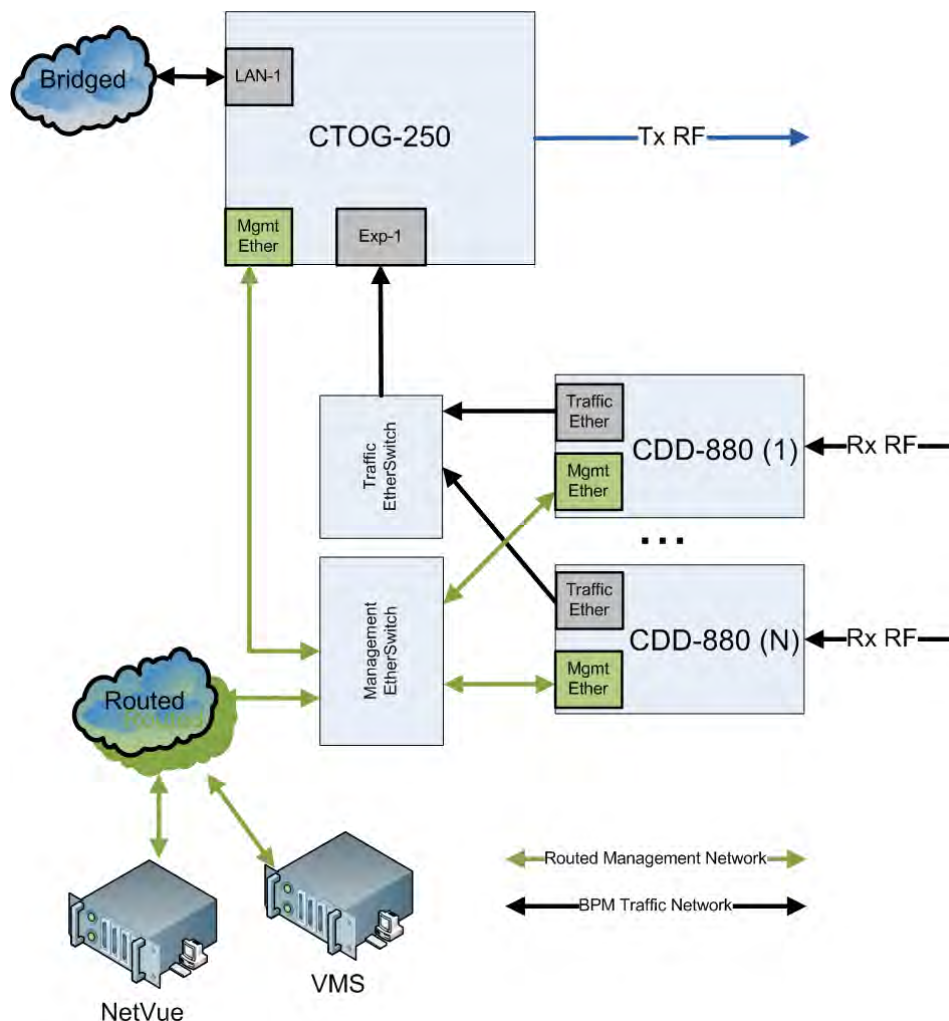 Bridged
LAN-1
CTOG-250
Tx RF
Mgmt
Ether
Exp-1
Traffic
EtherSwitch
Traffic
Ether
CDD-880 (1)
Rx RF
Mgmt
Ether
...
Management
EtherSwitch
Traffic
Ether
CDD-880 (N)
Rx RF
Mgmt
Ether
Routed
Routed
Routed Management Network
BPM Traffic Network
NetVue
VMS